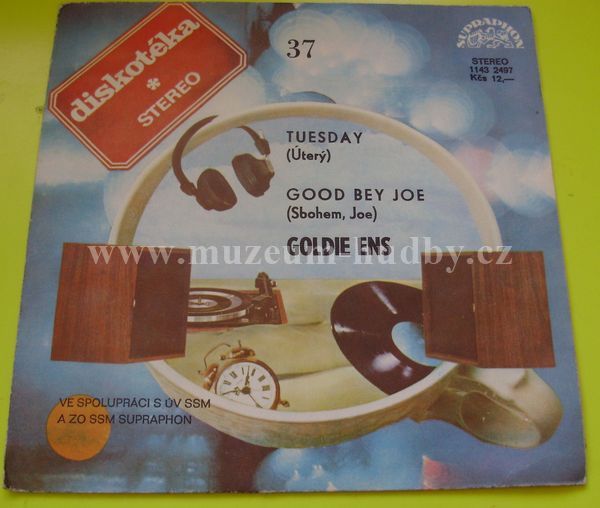 diskotéka
*
STEREO
37
SUPRAPHON
STEREO
1143 2497
Kčs 12,—
TUESDAY
(Úterý)
GOOD BEY JOE
(Sbohem, Joe)
GOLDIE ENS
www.muzeum-hudby.cz
VE SPOLUPRÁCI S ÚV SSM
A ZO SSM SUPRAPHON